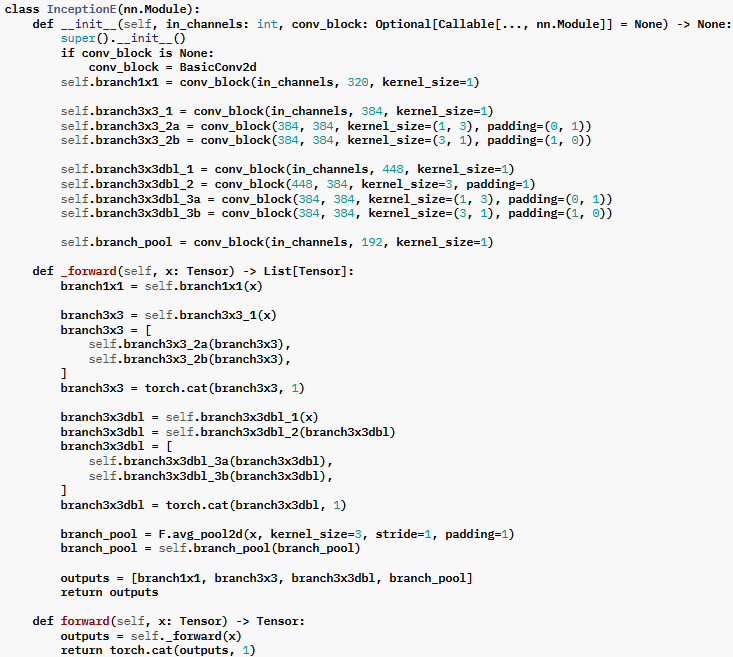 class InceptionE(nn.Module):
    def __init__(self, in_channels: int, conv_block: Optional[Callable[..., nn.Module]] = None) -> None:
        super().__init__()
        if conv_block is None:
            conv_block = BasicConv2d
        self.branch1x1 = conv_block(in_channels, 320, kernel_size=1)

        self.branch3x3_1 = conv_block(in_channels, 384, kernel_size=1)
        self.branch3x3_2a = conv_block(384, 384, kernel_size=(1, 3), padding=(0, 1))
        self.branch3x3_2b = conv_block(384, 384, kernel_size=(3, 1), padding=(1, 0))

        self.branch3x3dbl_1 = conv_block(in_channels, 448, kernel_size=1)
        self.branch3x3dbl_2 = conv_block(448, 384, kernel_size=3, padding=1)
        self.branch3x3dbl_3a = conv_block(384, 384, kernel_size=(1, 3), padding=(0, 1))
        self.branch3x3dbl_3b = conv_block(384, 384, kernel_size=(3, 1), padding=(1, 0))

        self.branch_pool = conv_block(in_channels, 192, kernel_size=1)

    def _forward(self, x: Tensor) -> List[Tensor]:
        branch1x1 = self.branch1x1(x)

        branch3x3 = self.branch3x3_1(x)
        branch3x3 = [
            self.branch3x3_2a(branch3x3),
            self.branch3x3_2b(branch3x3),
        ]
        branch3x3 = torch.cat(branch3x3, 1)

        branch3x3dbl = self.branch3x3dbl_1(x)
        branch3x3dbl = self.branch3x3dbl_2(branch3x3dbl)
        branch3x3dbl = [
            self.branch3x3dbl_3a(branch3x3dbl),
            self.branch3x3dbl_3b(branch3x3dbl),
        ]
        branch3x3dbl = torch.cat(branch3x3dbl, 1)

        branch_pool = F.avg_pool2d(x, kernel_size=3, stride=1, padding=1)
        branch_pool = self.branch_pool(branch_pool)

        outputs = [branch1x1, branch3x3, branch3x3dbl, branch_pool]
        return outputs

    def forward(self, x: Tensor) -> Tensor:
        outputs = self._forward(x)
        return torch.cat(outputs, 1)